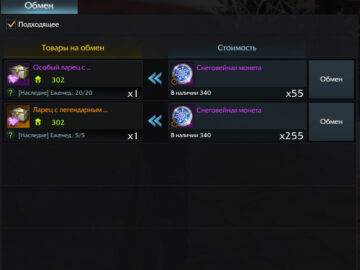 Обмен
Подходящее
Товары на обмен
Стоимость
Особый ларец с ...
302
? [Наследие] Еженед. 20/20
x1
Снеговейная монета
В наличии 340
x55
Обмен
Ларец с легендарным ...
302
? [Наследие] Еженед. 5/5
x1
Снеговейная монета
В наличии 340
x255
Обмен